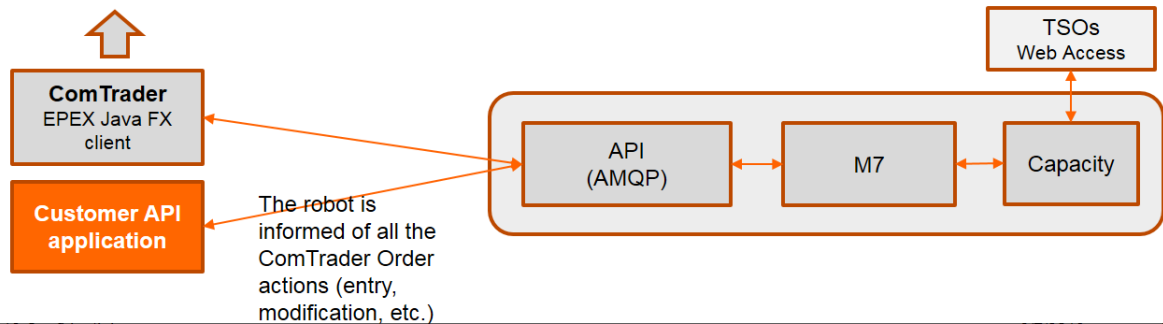 TSOs
Web Access
ComTrader
EPEX Java FX
client
API
(AMQP)
M7
Capacity
Customer API
application
The robot is
informed of all the
ComTrader Order
actions (entry,
modification, etc.)